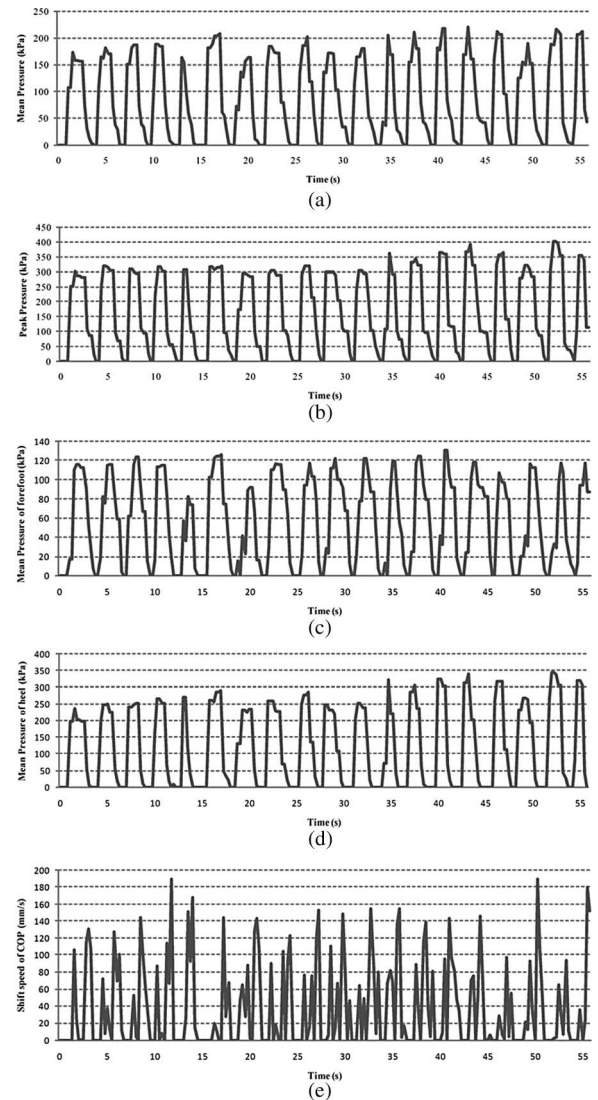 250
200
150
100
50
0
Mean Pressure (kPa)
0 5 10 15 20 25 30 35 40 45 50 55
Time (s)
(a)
450
400
350
300
250
200
150
100
50
0
Peak Pressure (kPa)
0 5 10 15 20 25 30 35 40 45 50 55
Time (s)
(b)
140
120
100
80
60
40
20
0
Mean Pressure of forefoot(kPa)
0 5 10 15 20 25 30 35 40 45 50 55
Time (s)
(c)
400
350
300
250
200
150
100
50
0
Mean Pressure of heel (kPa)
0 5 10 15 20 25 30 35 40 45 50 55
Time (s)
(d)
200
180
160
140
120
100
80
60
40
20
0
Shift speed of COP (mm/s)
0 5 10 15 20 25 30 35 40 45 50 55
Time (s)
(e)